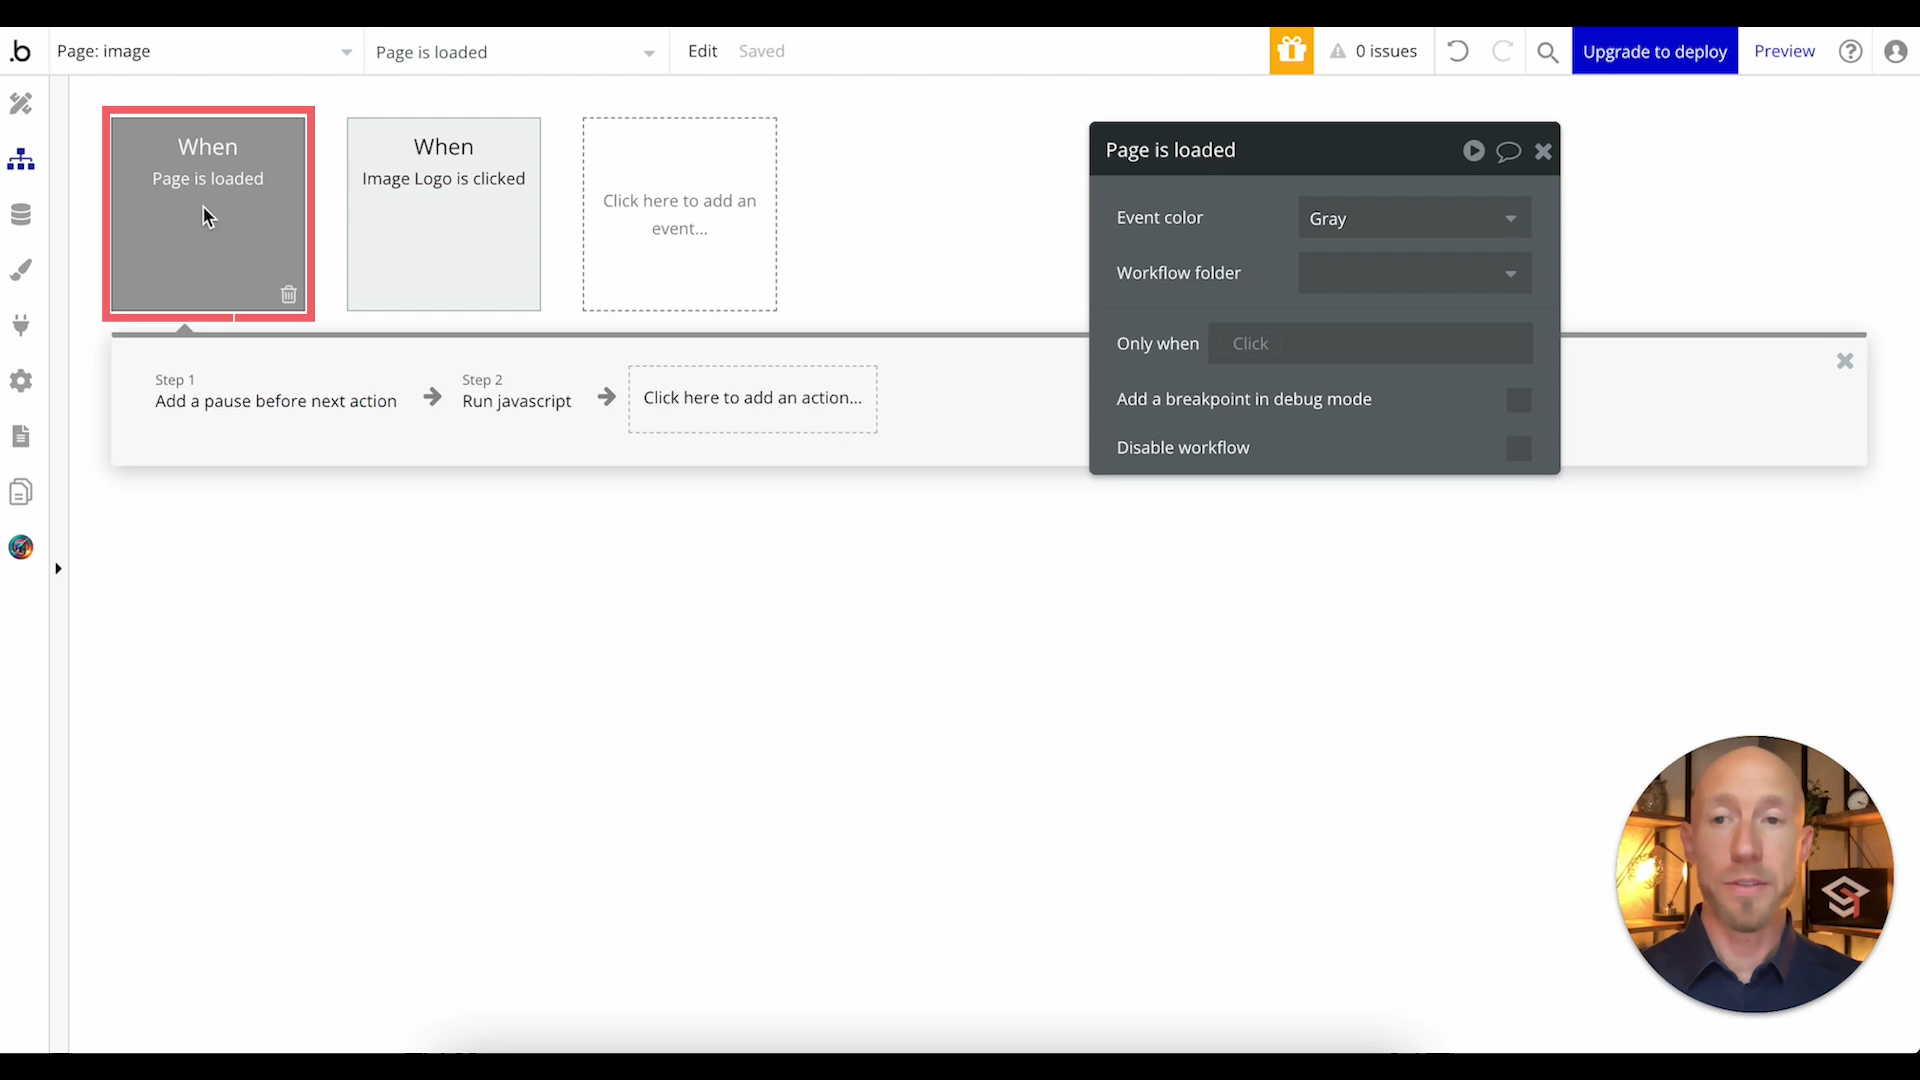 .b
Page: image
Page is loaded
Edit
Saved
0 issues
Upgrade to deploy
Preview
?
When
Page is loaded
When
Image Logo is clicked
Click here to add an
event...
Page is loaded
Event color
Gray
Workflow folder
Only when
Click
Add a breakpoint in debug mode
Disable workflow
Step 1
Add a pause before next action
Step 2
Run javascript
Click here to add an action...